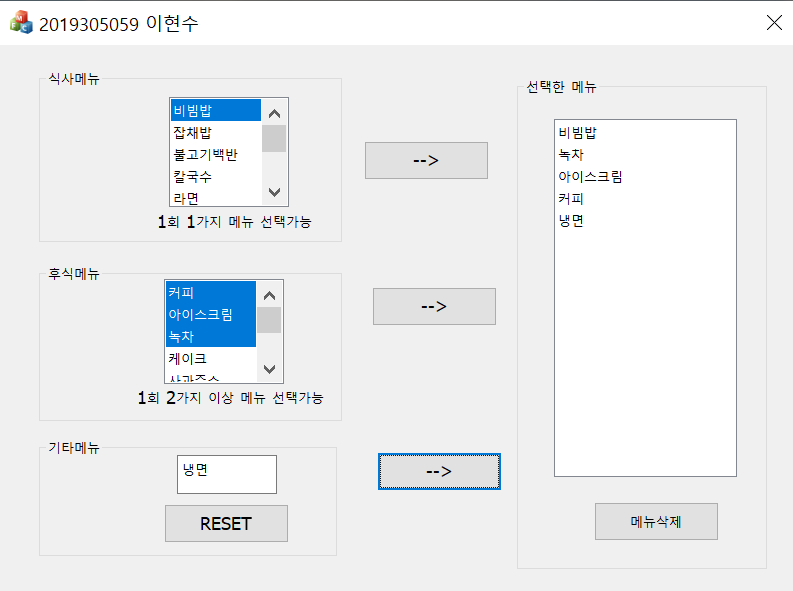 2019305059 이현수
식사메뉴
비빔밥
잡채밥
불고기백반
칼국수
라면
1회 1가지 메뉴 선택가능
-->
후식메뉴
커피
아이스크림
녹차
케이크
1회 2가지 이상 메뉴 선택가능
-->
기타메뉴
냉면
RESET
-->
선택한 메뉴
비빔밥
녹차
아이스크림
커피
냉면
메뉴삭제